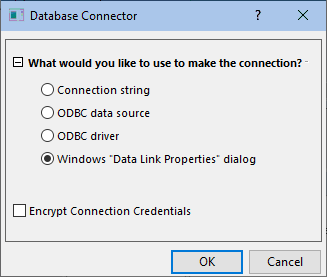 Database Connector
What would you like to use to make the connection?
Connection string
ODBC data source
ODBC driver
Windows "Data Link Properties" dialog
Encrypt Connection Credentials
OK Cancel